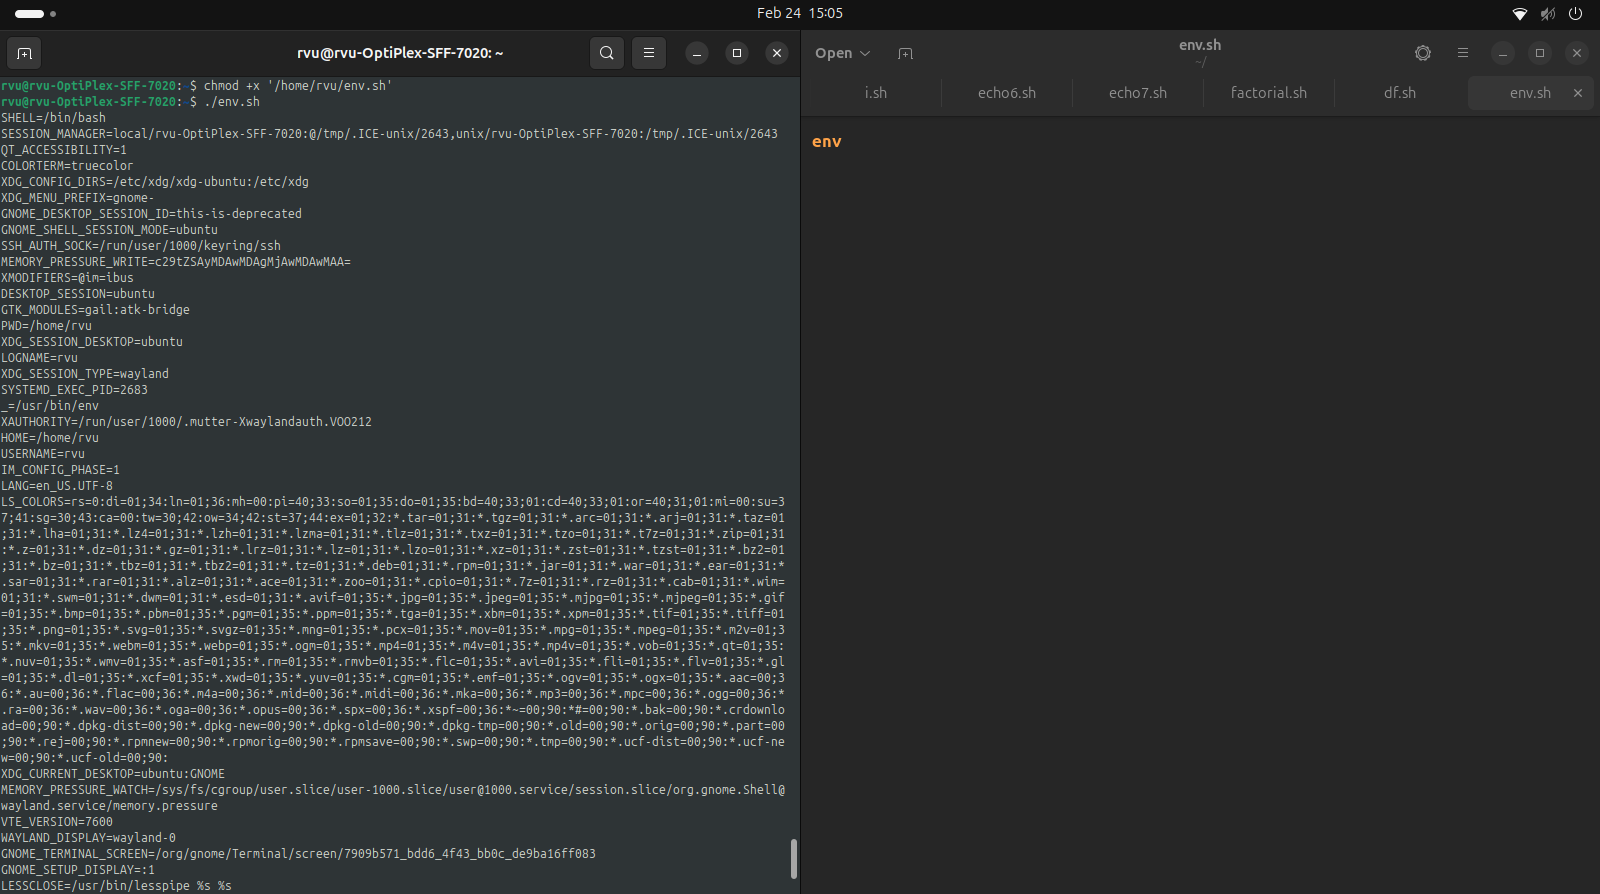 Feb 24 15:05
rvu@rvu-OptiPlex-SFF-7020: ~
rvu@rvu-OptiPlex-SFF-7020:~$ chmod +x '/home/rvu/env.sh'
rvu@rvu-OptiPlex-SFF-7020:~$ ./env.sh
SHELL=/bin/bash
SESSION_MANAGER=local/rvu-OptiPlex-SFF-7020:@/tmp/.ICE-unix/2643,unix/rvu-OptiPlex-SFF-7020:/tmp/.ICE-unix/2643
QT_ACCESSIBILITY=1
COLORTERM=truecolor
XDG_CONFIG_DIRS=/etc/xdg/xdg-ubuntu:/etc/xdg
XDG_MENU_PREFIX=gnome-
GNOME_DESKTOP_SESSION_ID=this-is-deprecated
GNOME_SHELL_SESSION_MODE=ubuntu
SSH_AUTH_SOCK=/run/user/1000/keyring/ssh
MEMORY_PRESSURE_WRITE=c29tZSAyMDAwMDAgMjAwMDAwMAA=
XMODIFIERS=@im=ibus
DESKTOP_SESSION=ubuntu
GTK_MODULES=gail:atk-bridge
PWD=/home/rvu
XDG_SESSION_DESKTOP=ubuntu
LOGNAME=rvu
XDG_SESSION_TYPE=wayland
SYSTEMD_EXEC_PID=2683
_=/usr/bin/env
XAUTHORITY=/run/user/1000/.mutter-Xwaylandauth.VOO212
HOME=/home/rvu
USERNAME=rvu
IM_CONFIG_PHASE=1
LANG=en_US.UTF-8
LS_COLORS=rs=0:di=01;34:ln=01;36:mh=00:pi=40;33:so=01;35:do=01;35:bd=40;33;01:cd=40;33;01:or=40;31;01:mi=00:su=3
7;41:sg=30;43:ca=00:tw=30;42:ow=34;42:st=37;44:ex=01;32:*.tar=01;31:*.tgz=01;31:*.arc=01;31:*.arj=01;31:*.taz=01
;31:*.lha=01;31:*.lz4=01;31:*.lzh=01;31:*.lzma=01;31:*.tlz=01;31:*.txz=01;31:*.tzo=01;31:*.t7z=01;31:*.zip=01;31
:*.z=01;31:*.dz=01;31:*.gz=01;31:*.lrz=01;31:*.lz=01;31:*.lzo=01;31:*.xz=01;31:*.zst=01;31:*.tzst=01;31:*.bz2=01
;31:*.bz=01;31:*.tbz=01;31:*.tbz2=01;31:*.tz=01;31:*.deb=01;31:*.rpm=01;31:*.jar=01;31:*.war=01;31:*.ear=01;31:*
.sar=01;31:*.rar=01;31:*.alz=01;31:*.ace=01;31:*.zoo=01;31:*.cpio=01;31:*.7z=01;31:*.rz=01;31:*.cab=01;31:*.wim=
01;31:*.swm=01;31:*.dwm=01;31:*.esd=01;31:*.avif=01;35:*.jpg=01;35:*.jpeg=01;35:*.mjpg=01;35:*.mjpeg=01;35:*.gif
=01;35:*.bmp=01;35:*.pbm=01;35:*.pgm=01;35:*.ppm=01;35:*.tga=01;35:*.xbm=01;35:*.xpm=01;35:*.tif=01;35:*.tiff=01
;35:*.png=01;35:*.svg=01;35:*.svgz=01;35:*.mng=01;35:*.pcx=01;35:*.mov=01;35:*.mpg=01;35:*.mpeg=01;35:*.m2v=01;3
5:*.mkv=01;35:*.webm=01;35:*.webp=01;35:*.ogm=01;35:*.mp4=01;35:*.m4v=01;35:*.mp4v=01;35:*.vob=01;35:*.qt=01;35:
*.nuv=01;35:*.wmv=01;35:*.asf=01;35:*.rm=01;35:*.rmvb=01;35:*.flc=01;35:*.avi=01;35:*.fli=01;35:*.flv=01;35:*.gl
=01;35:*.dl=01;35:*.xcf=01;35:*.xwd=01;35:*.yuv=01;35:*.cgm=01;35:*.emf=01;35:*.ogv=01;35:*.ogx=01;35:*.aac=00;3
6:*.au=00;36:*.flac=00;36:*.m4a=00;36:*.mid=00;36:*.midi=00;36:*.mka=00;36:*.mp3=00;36:*.mpc=00;36:*.ogg=00;36:*
.ra=00;36:*.wav=00;36:*.oga=00;36:*.opus=00;36:*.spx=00;36:*.xspf=00;36:*~=00;90:*#=00;90:*.bak=00;90:*.crdownlo
ad=00;90:*.dpkg-dist=00;90:*.dpkg-new=00;90:*.dpkg-old=00;90:*.dpkg-tmp=00;90:*.old=00;90:*.orig=00;90:*.part=00
;90:*.rej=00;90:*.rpmnew=00;90:*.rpmorig=00;90:*.rpmsave=00;90:*.swp=00;90:*.tmp=00;90:*.ucf-dist=00;90:*.ucf-ne
w=00;90:*.ucf-old=00;90:
XDG_CURRENT_DESKTOP=ubuntu:GNOME
MEMORY_PRESSURE_WATCH=/sys/fs/cgroup/user.slice/user-1000.slice/user@1000.service/session.slice/org.gnome.Shell@
wayland.service/memory.pressure
VTE_VERSION=7600
WAYLAND_DISPLAY=wayland-0
GNOME_TERMINAL_SCREEN=/org/gnome/Terminal/screen/7909b571_bdd6_4f43_bb0c_de9ba16ff083
GNOME_SETUP_DISPLAY=:1
LESSCLOSE=/usr/bin/lesspipe %s %s
Open
env.sh
~/
i.sh
echo6.sh
echo7.sh
factorial.sh
df.sh
env.sh
env